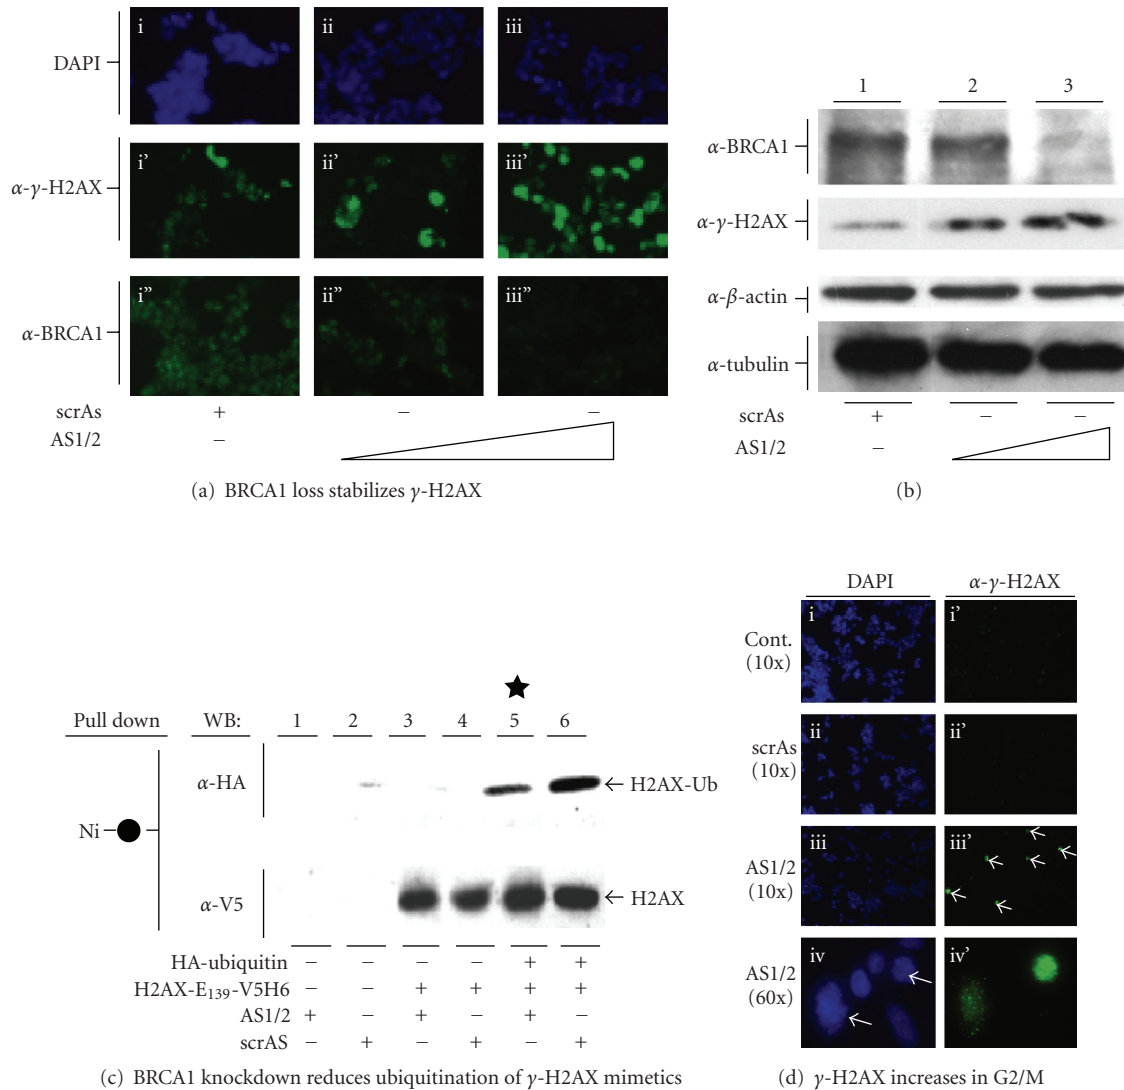 i ii iii
DAPI
i’ ii’ iii’
α-γ-H2AX
i” ii” iii”
α-BRCA1
scrAs + − −
AS1/2 −
(a) BRCA1 loss stabilizes γ-H2AX
1 2 3
α-BRCA1
α-γ-H2AX
α-β-actin
α-tubulin
scrAs + − −
AS1/2 −
(b)
Pull down WB: 1 2 3 4 5 6
α-HA ← H2AX-Ub
Ni
α-V5 ← H2AX
HA-ubiquitin − − − − + +
H2AX-E139-V5H6 − − + + + +
AS1/2 + − + − + −
scrAS − + − + − +
(c) BRCA1 knockdown reduces ubiquitination of γ-H2AX mimetics
DAPI α-γ-H2AX
i i’
Cont.
(10x)
ii ii’
scrAs
(10x)
iii iii’
AS1/2
(10x)
iv iv’
AS1/2
(60x)
(d) γ-H2AX increases in G2/M